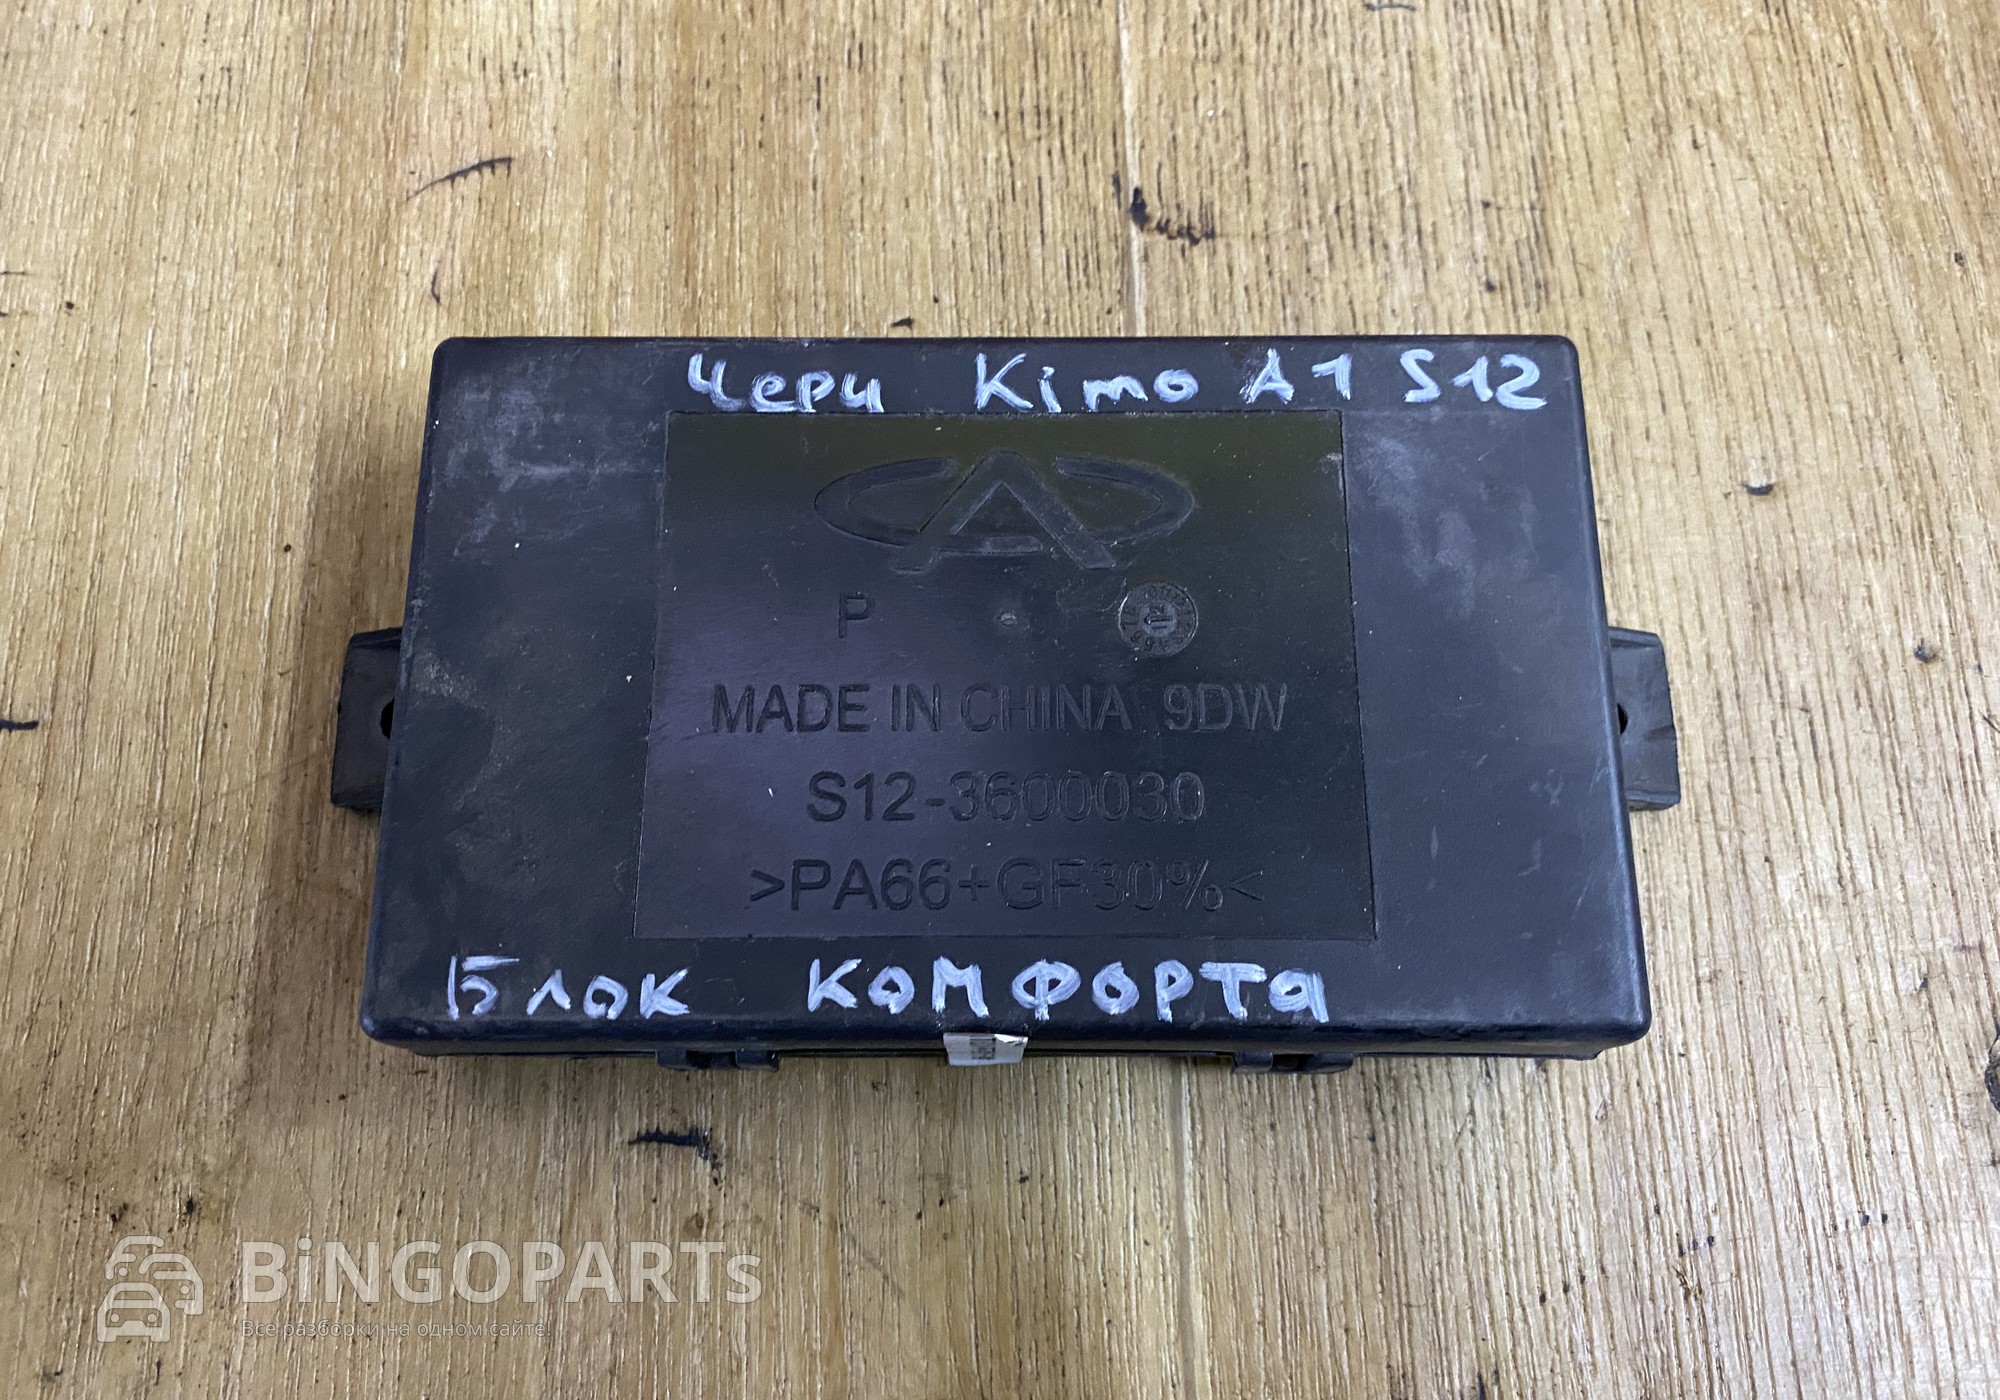 Чери Kimo A1 S12
P
MADE IN CHINA 9DW
S12-3600030
>PA66+GF30%<
Блок комфорта
BiNGOPARTs
Все разборки на одном сайте!